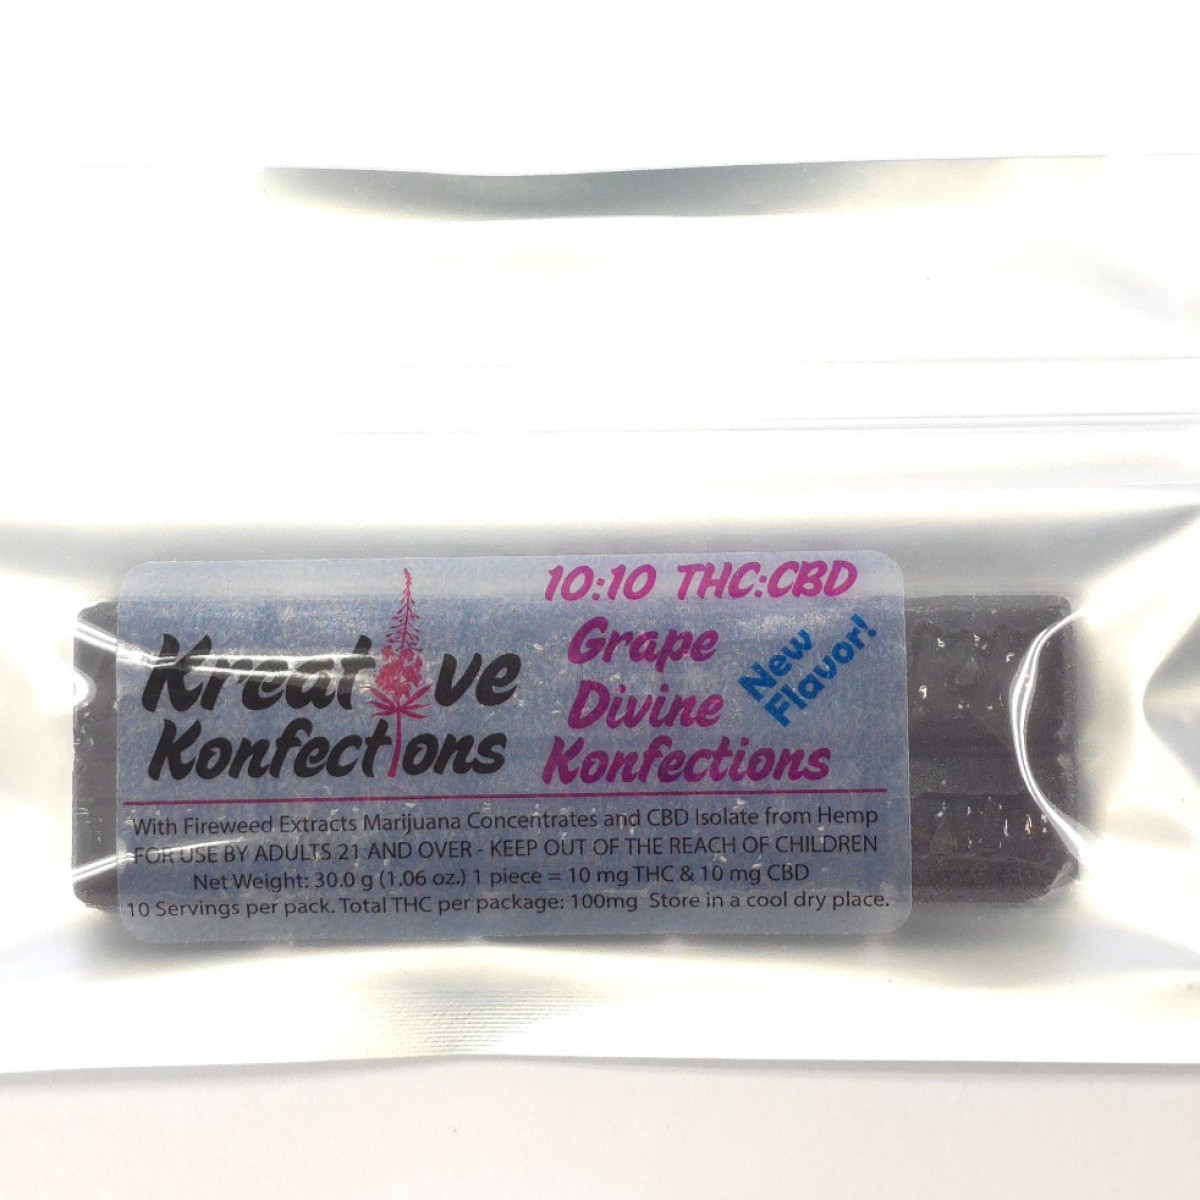 Kreative
Konfections
10:10 THC:CBD
Grape
Divine
Konfections
New
Flavor!
With Fireweed Extracts Marijuana Concentrates and CBD Isolate from Hemp
FOR USE BY ADULTS 21 AND OVER - KEEP OUT OF THE REACH OF CHILDREN
Net Weight: 30.0 g (1.06 oz.) 1 piece = 10 mg THC & 10 mg CBD
10 Servings per pack. Total THC per package: 100mg Store in a cool dry place.